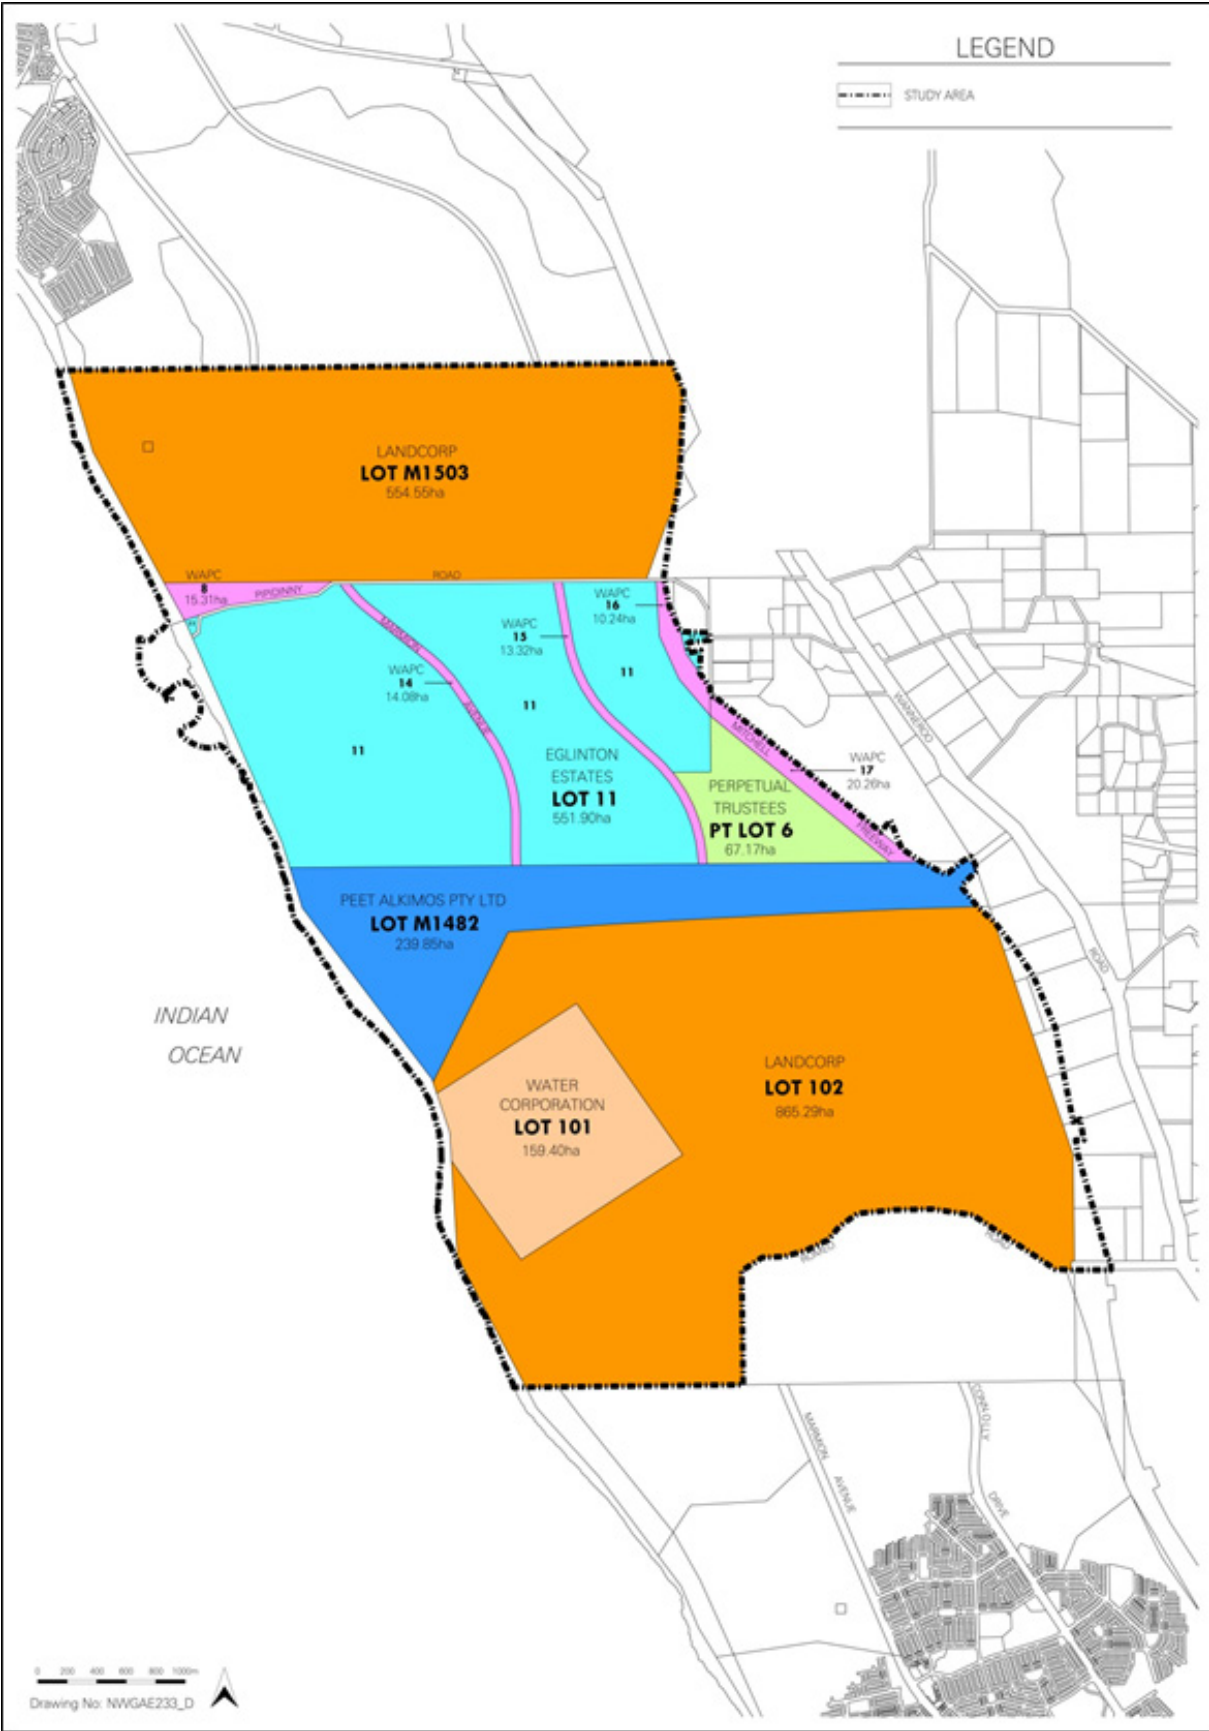 LEGEND
STUDY AREA
LANDCORP
LOT M1503
554.55ha
WAPC
8
15.31ha
PIPIDINNY
ROAD
WAPC
16
10.24ha
WAPC
15
13.32ha
MARMION
WAPC
14
14.08ha
AVENUE
11
11
11
WANNEROO
MITCHELL
WAPC
17
20.26ha
EGLINTON
ESTATES
LOT 11
551.90ha
PERPETUAL
TRUSTEES
PT LOT 6
67.17ha
FREEWAY
PEET ALKIMOS PTY LTD
LOT M1482
239.85ha
ROAD
INDIAN
OCEAN
WATER
CORPORATION
LOT 101
159.40ha
LANDCORP
LOT 102
865.29ha
ROMEO
ROAD
MARMION
AVENUE
CONNOLLY
DRIVE
0 200 400 600 800 1000m
Drawing No: NWGAE233_D